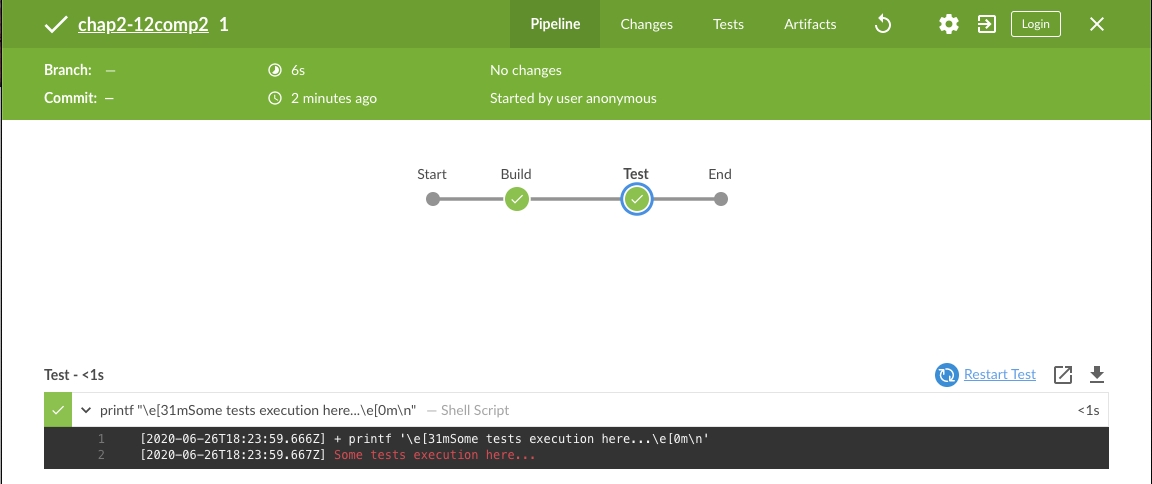 chap2-12comp2 1 Pipeline Changes Tests Artifacts Login
Branch: — 6s No changes
Commit: — 2 minutes ago Started by user anonymous
Start Build Test End
Test - <1s Restart Test
printf "\e[31mSome tests execution here...\e[0m\n" — Shell Script <1s
1 [2020-06-26T18:23:59.666Z] + printf '\e[31mSome tests execution here...\e[0m\n'
2 [2020-06-26T18:23:59.667Z] Some tests execution here...